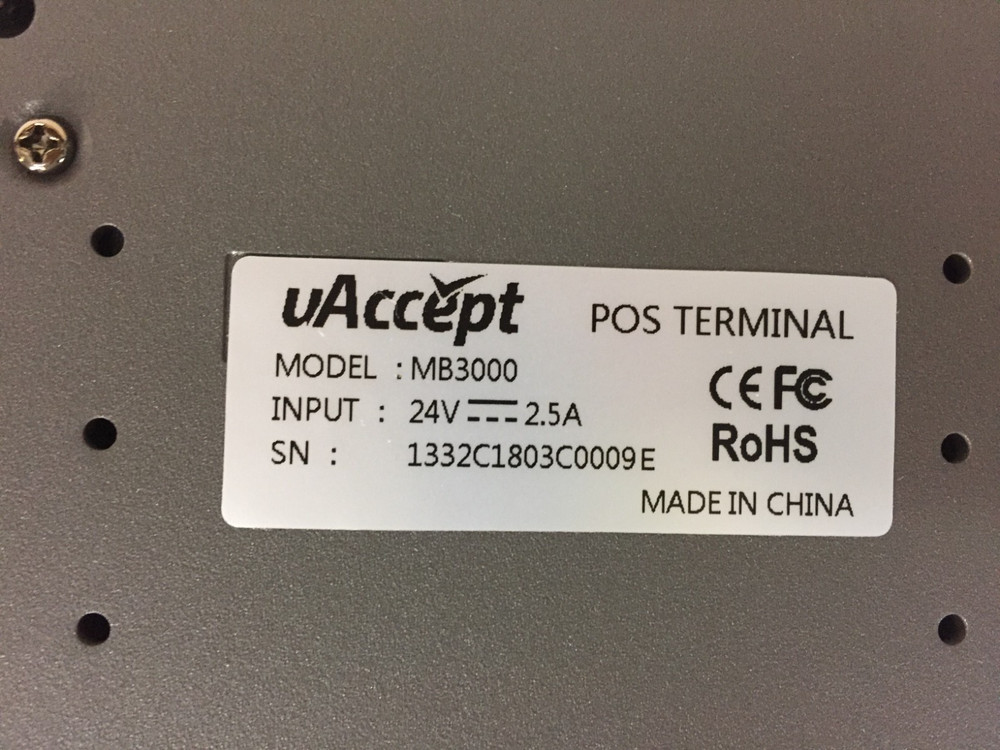 uAccept POS TERMINAL
MODEL : MB3000
INPUT : 24V ⎓ 2.5A
SN : 1332C1803C0009E
CE FC
RoHS
MADE IN CHINA